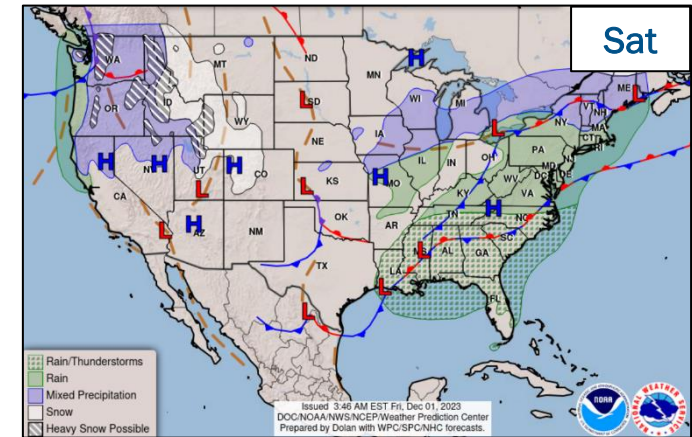 Sat
WA
MT
ND
MN
OR
ID
SD
WI
MI
ME
VT
NH
WY
NY
MA
CT
RI
IA
NE
PA
NJ
NV
UT
CO
IL
IN
OH
MD
DE
DC
WV
VA
CA
KS
MO
KY
AZ
NM
OK
AR
TN
NC
SC
MS
AL
GA
TX
LA
FL
H
H
H
H
H
H
H
L
L
L
L
L
L
L
L
L
Rain/Thunderstorms
Rain
Mixed Precipitation
Snow
Heavy Snow Possible
Issued 3:46 AM EST Fri, Dec 01, 2023
DOC/NOAA/NWS/NCEP/Weather Prediction Center
Prepared by Dolan with WPC/SPC/NHC forecasts.
NOAA
NATIONAL WEATHER SERVICE